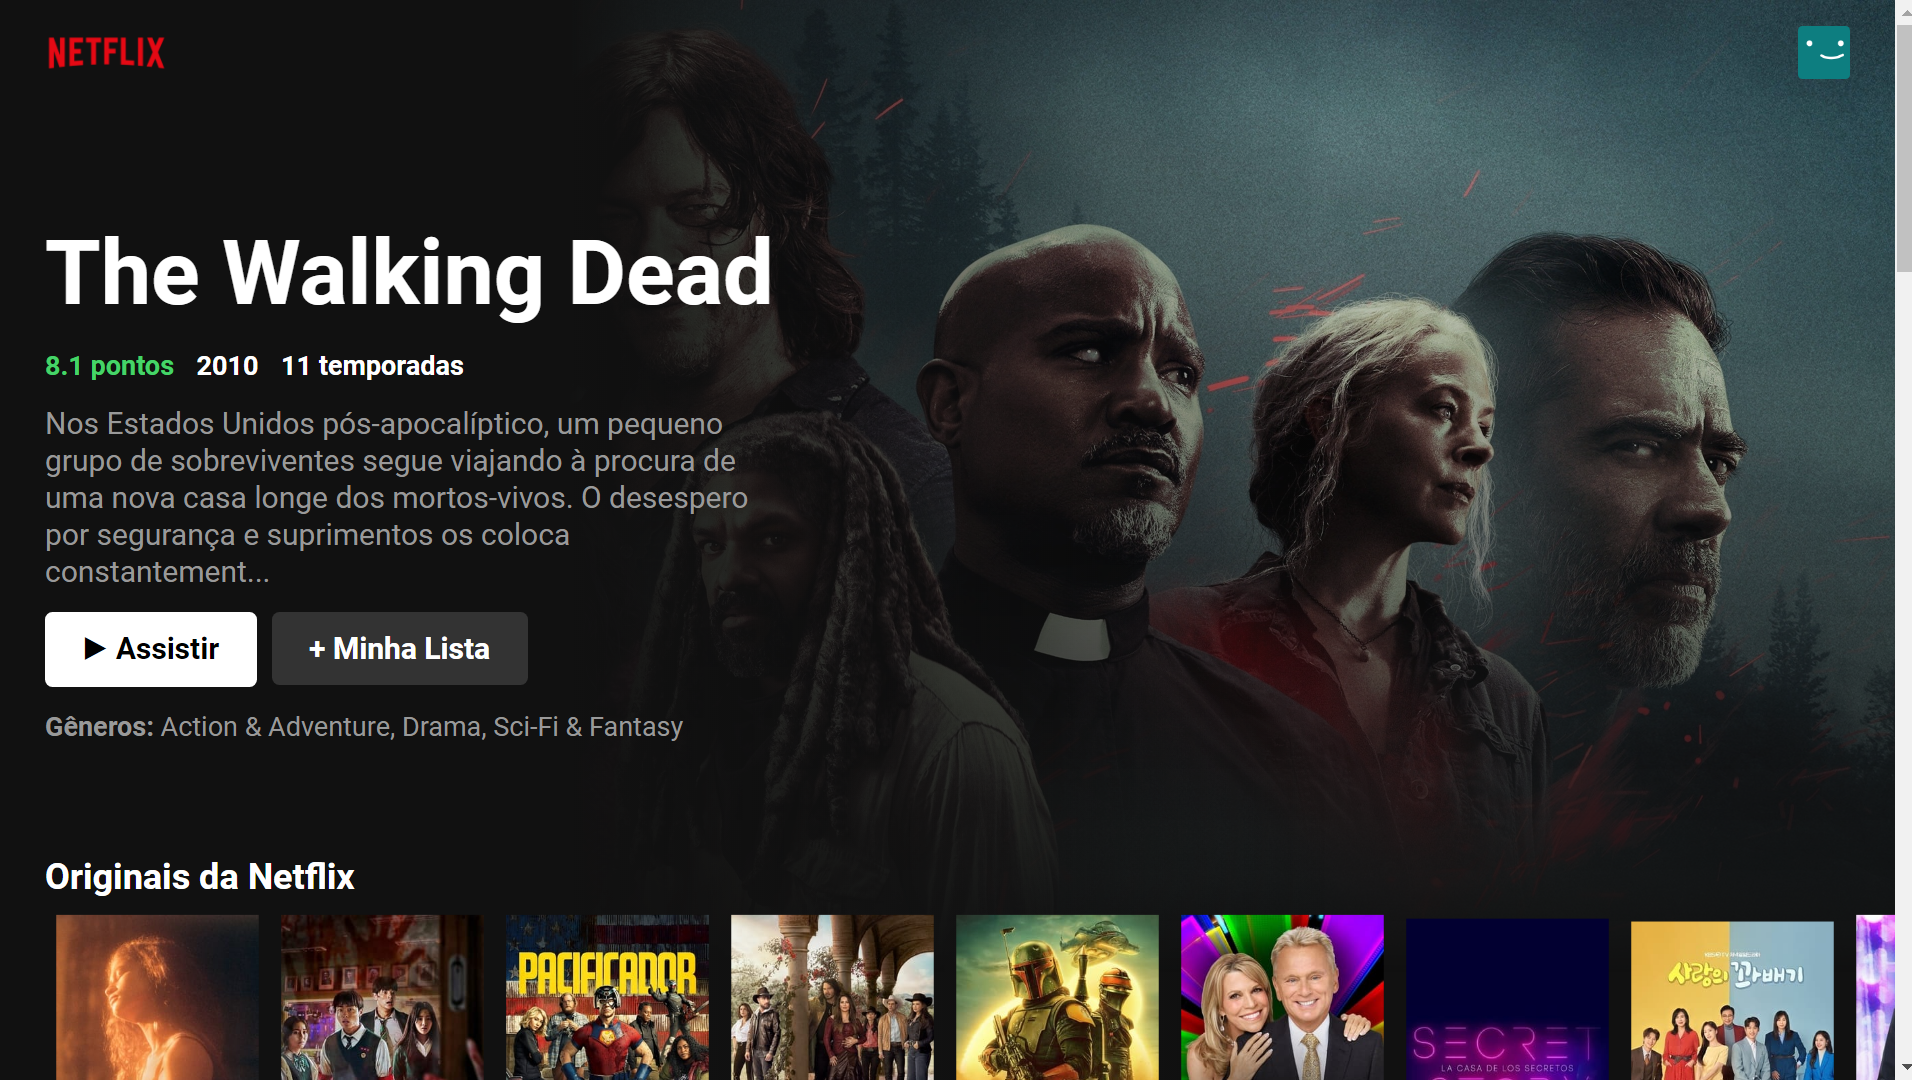 NETFLIX
The Walking Dead
8.1 pontos 2010 11 temporadas
Nos Estados Unidos pós-apocalíptico, um pequeno
grupo de sobreviventes segue viajando à procura de
uma nova casa longe dos mortos-vivos. O desespero
por segurança e suprimentos os coloca
constantement...
Assistir
+ Minha Lista
Gêneros: Action & Adventure, Drama, Sci-Fi & Fantasy
Originais da Netflix
PACIFICADOR
사랑의 꽈배기
SECRET
LA CASA DE LOS SECRETOS
STORY